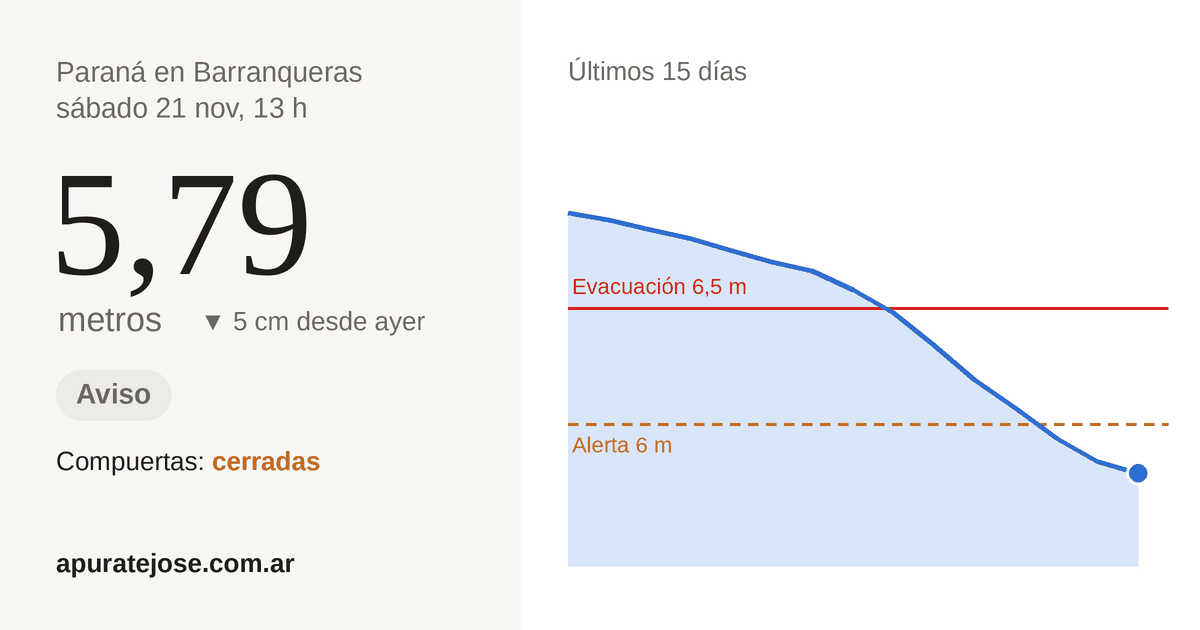 Paraná en Barranqueras
sábado 21 nov, 13 h
5,79
metros ▼ 5 cm desde ayer
Aviso
Compuertas: cerradas
apuratejose.com.ar
Últimos 15 días
Evacuación 6,5 m
Alerta 6 m